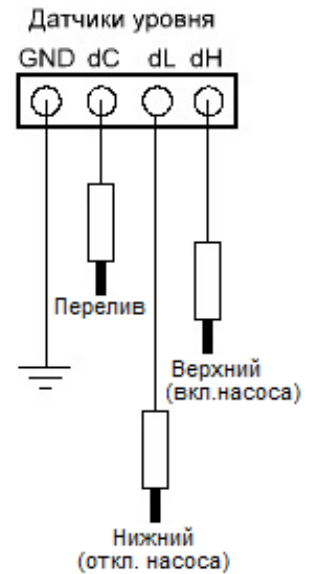 Датчики уровня
GND dC dL dH
Перелив
Верхний
(вкл.насоса)
Нижний
(откл. насоса)